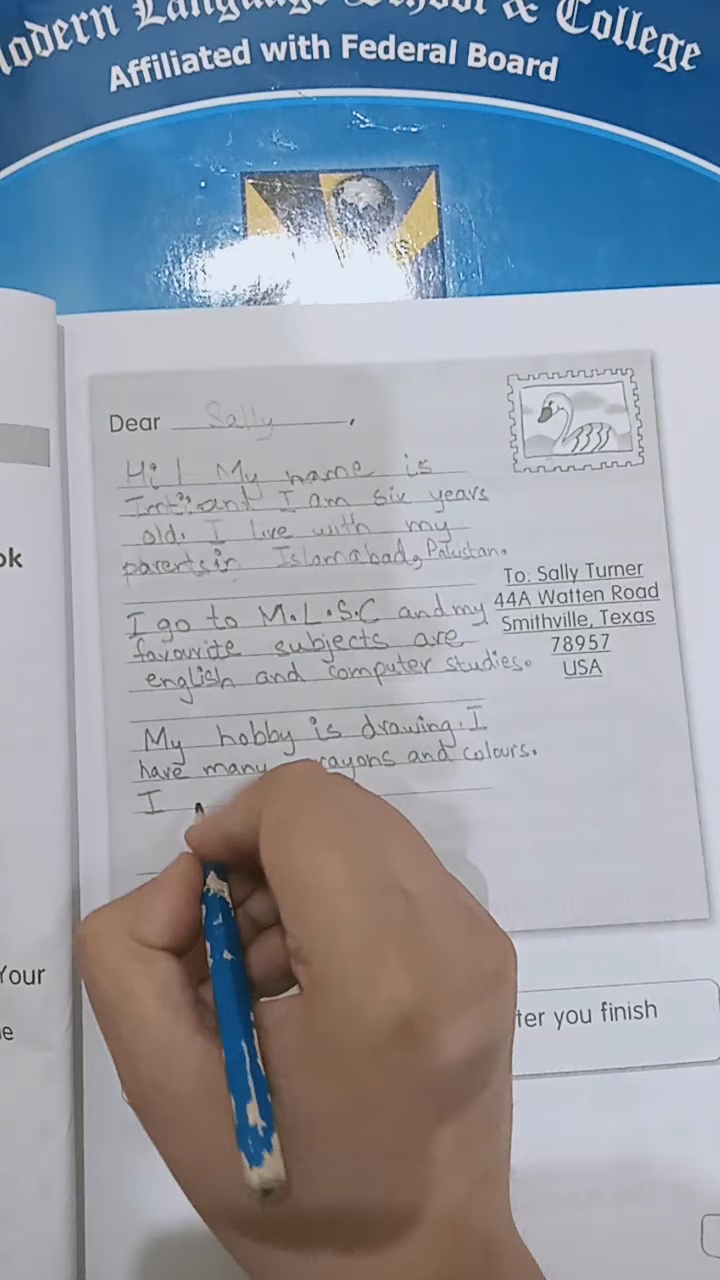 Modern Language School & College
Affiliated with Federal Board
Dear Sally,
Hi! My name is
and I am six years
old. I live with my
parents in Islamabad, Pakistan.
I go to M.L.S.C and my
favourite subjects are
english and computer studies.
My hobby is drawing. I
have many crayons and colours.
I
To: Sally Turner
44A Watten Road
Smithville, Texas
78957
USA
ok
Your
e
ter you finish